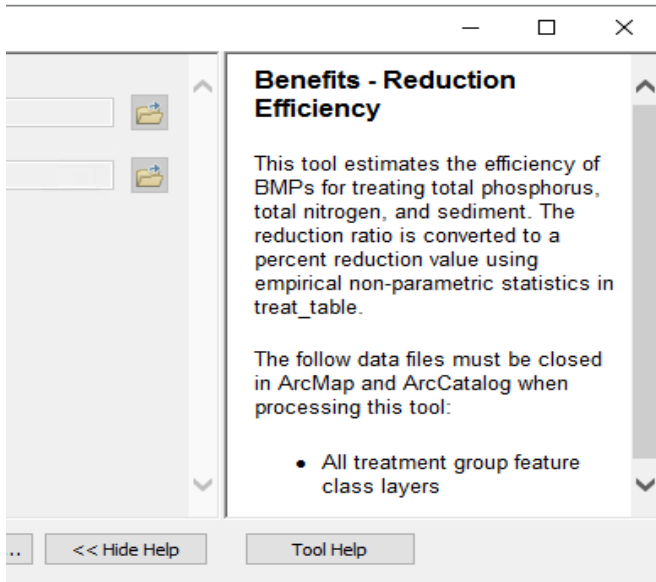 Benefits - Reduction
Efficiency
This tool estimates the efficiency of
BMPs for treating total phosphorus,
total nitrogen, and sediment. The
reduction ratio is converted to a
percent reduction value using
empirical non-parametric statistics in
treat_table.
The follow data files must be closed
in ArcMap and ArcCatalog when
processing this tool:
• All treatment group feature
class layers
..
<< Hide Help
Tool Help